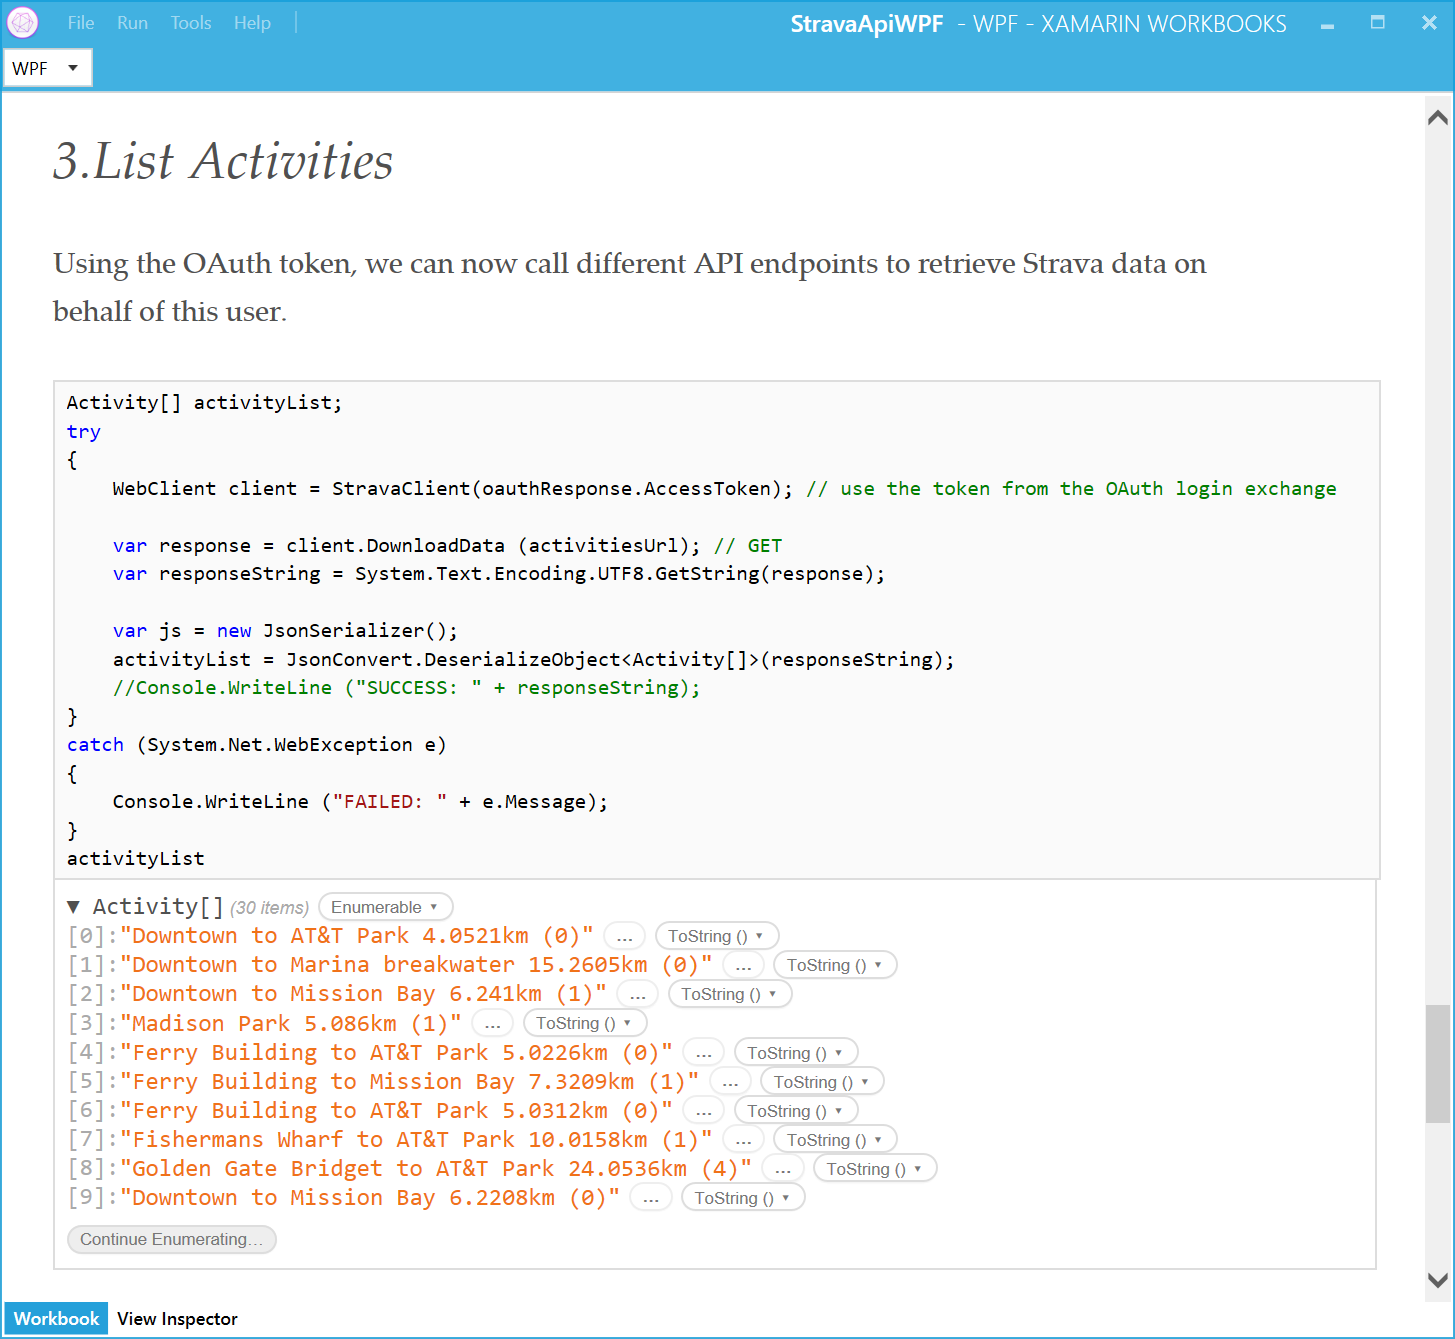 File Run Tools Help StravaApiWPF - WPF - XAMARIN WORKBOOKS
WPF
3.List Activities
Using the OAuth token, we can now call different API endpoints to retrieve Strava data on
behalf of this user.
Activity[] activityList;
try
{
    WebClient client = StravaClient(oauthResponse.AccessToken); // use the token from the OAuth login exchange
    var response = client.DownloadData (activitiesUrl); // GET
    var responseString = System.Text.Encoding.UTF8.GetString(response);
    var js = new JsonSerializer();
    activityList = JsonConvert.DeserializeObject<Activity[]>(responseString);
    //Console.WriteLine ("SUCCESS: " + responseString);
}
catch (System.Net.WebException e)
{
    Console.WriteLine ("FAILED: " + e.Message);
}
activityList
▼ Activity[] (30 items) Enumerable ▼
[0]:"Downtown to AT&T Park 4.0521km (0)" ... ToString () ▼
[1]:"Downtown to Marina breakwater 15.2605km (0)" ... ToString () ▼
[2]:"Downtown to Mission Bay 6.241km (1)" ... ToString () ▼
[3]:"Madison Park 5.086km (1)" ... ToString () ▼
[4]:"Ferry Building to AT&T Park 5.0226km (0)" ... ToString () ▼
[5]:"Ferry Building to Mission Bay 7.3209km (1)" ... ToString () ▼
[6]:"Ferry Building to AT&T Park 5.0312km (0)" ... ToString () ▼
[7]:"Fishermans Wharf to AT&T Park 10.0158km (1)" ... ToString () ▼
[8]:"Golden Gate Bridget to AT&T Park 24.0536km (4)" ... ToString () ▼
[9]:"Downtown to Mission Bay 6.2208km (0)" ... ToString () ▼
Continue Enumerating...
Workbook View Inspector